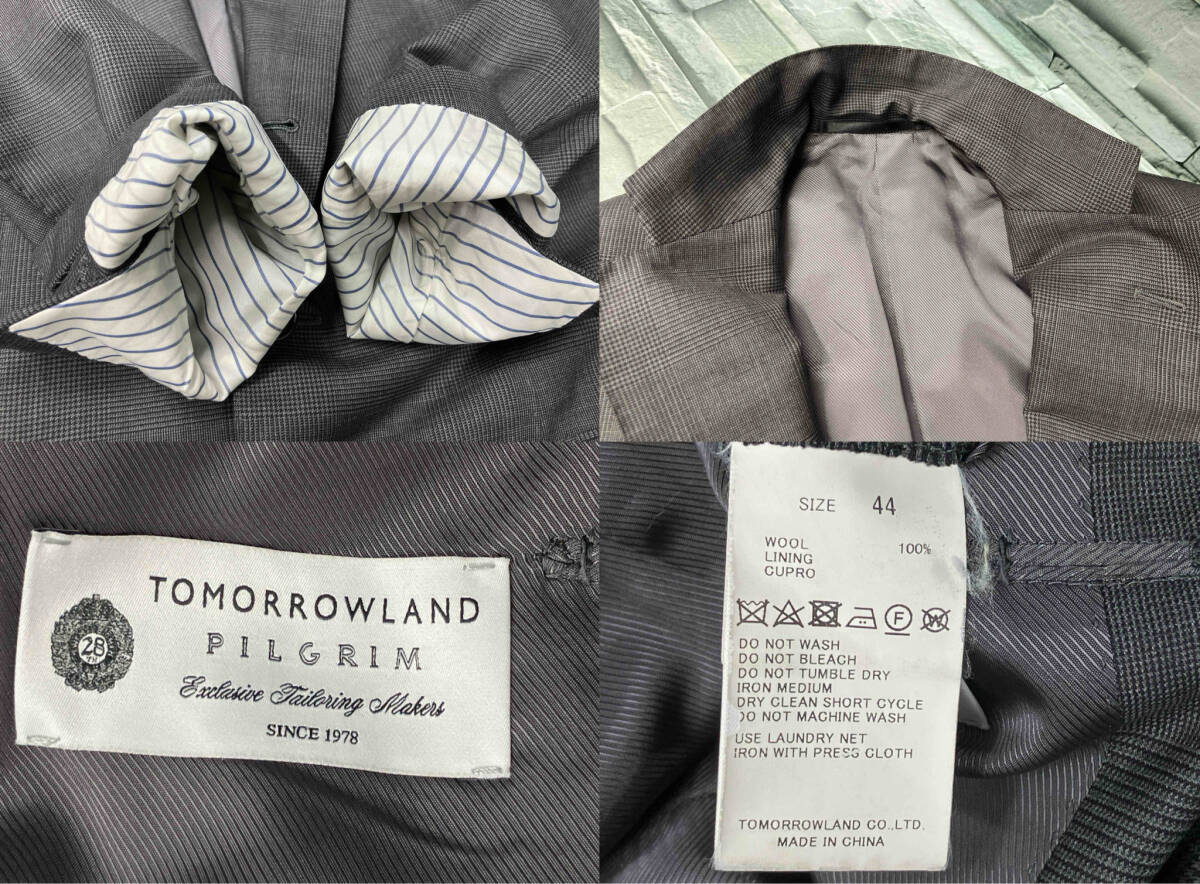 TOMORROWLAND
PILGRIM
28
TH
Exclusive Tailoring Makers
SINCE 1978
SIZE 44
WOOL 100%
LINING
CUPRO
DO NOT WASH
DO NOT BLEACH
DO NOT TUMBLE DRY
IRON MEDIUM
DRY CLEAN SHORT CYCLE
DO NOT MACHINE WASH
USE LAUNDRY NET
IRON WITH PRESS CLOTH
TOMORROWLAND CO.,LTD.
MADE IN CHINA